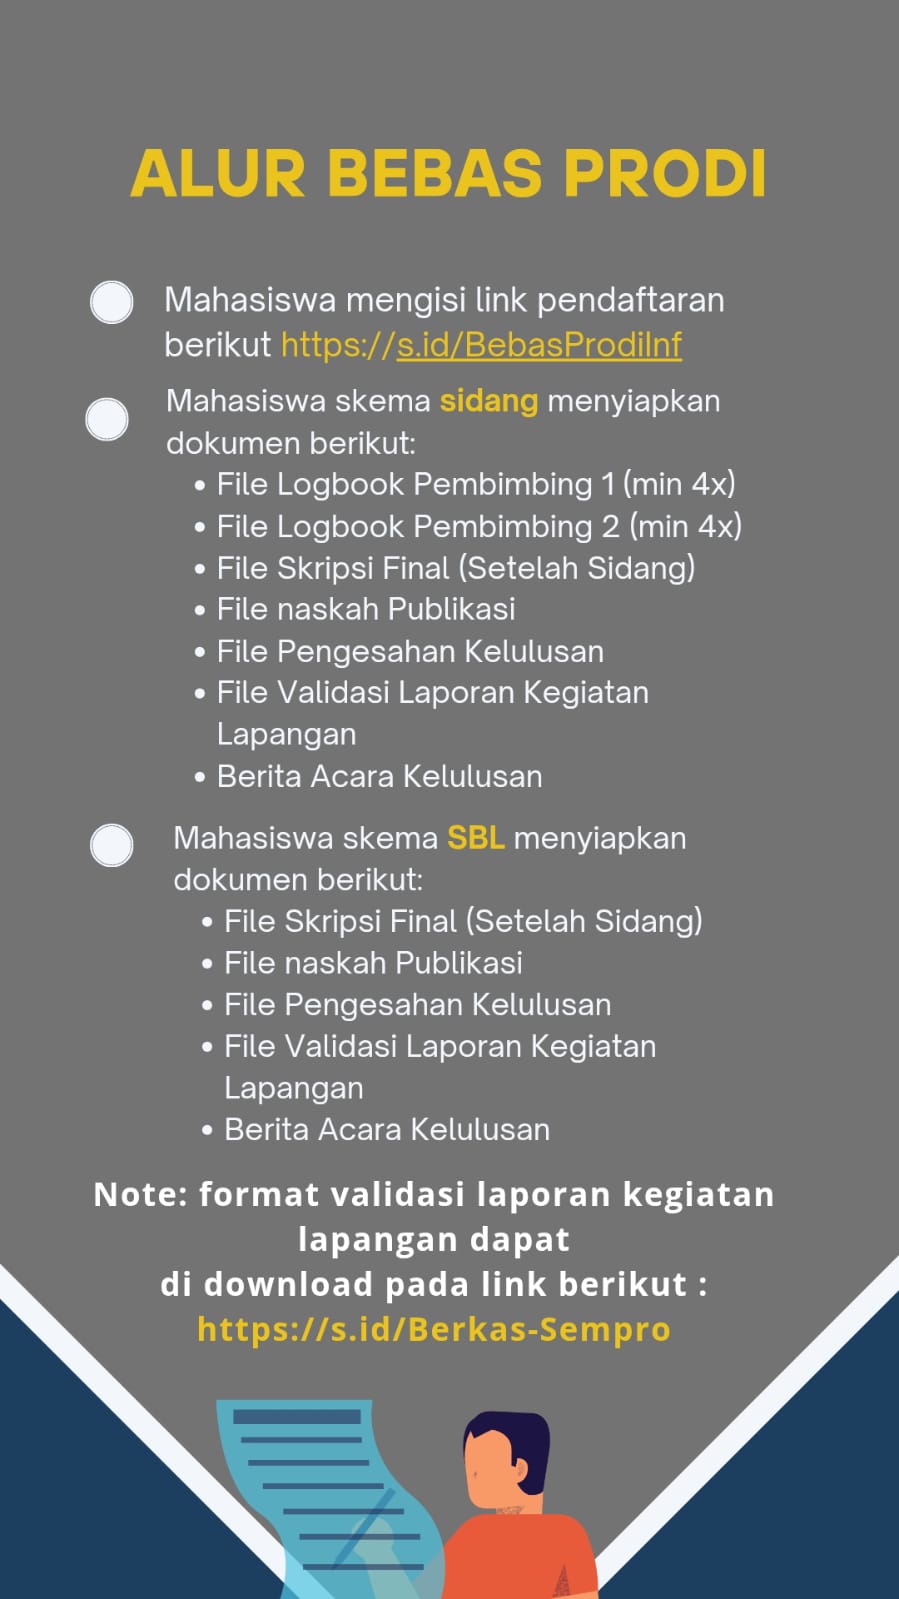 ALUR BEBAS PRODI
Mahasiswa mengisi link pendaftaran
berikut https://s.id/BebasProdiInf
Mahasiswa skema sidang menyiapkan
dokumen berikut:
• File Logbook Pembimbing 1 (min 4x)
• File Logbook Pembimbing 2 (min 4x)
• File Skripsi Final (Setelah Sidang)
• File naskah Publikasi
• File Pengesahan Kelulusan
• File Validasi Laporan Kegiatan
Lapangan
• Berita Acara Kelulusan
Mahasiswa skema SBL menyiapkan
dokumen berikut:
• File Skripsi Final (Setelah Sidang)
• File naskah Publikasi
• File Pengesahan Kelulusan
• File Validasi Laporan Kegiatan
Lapangan
• Berita Acara Kelulusan
Note: format validasi laporan kegiatan
lapangan dapat
di download pada link berikut :
https://s.id/Berkas-Sempro